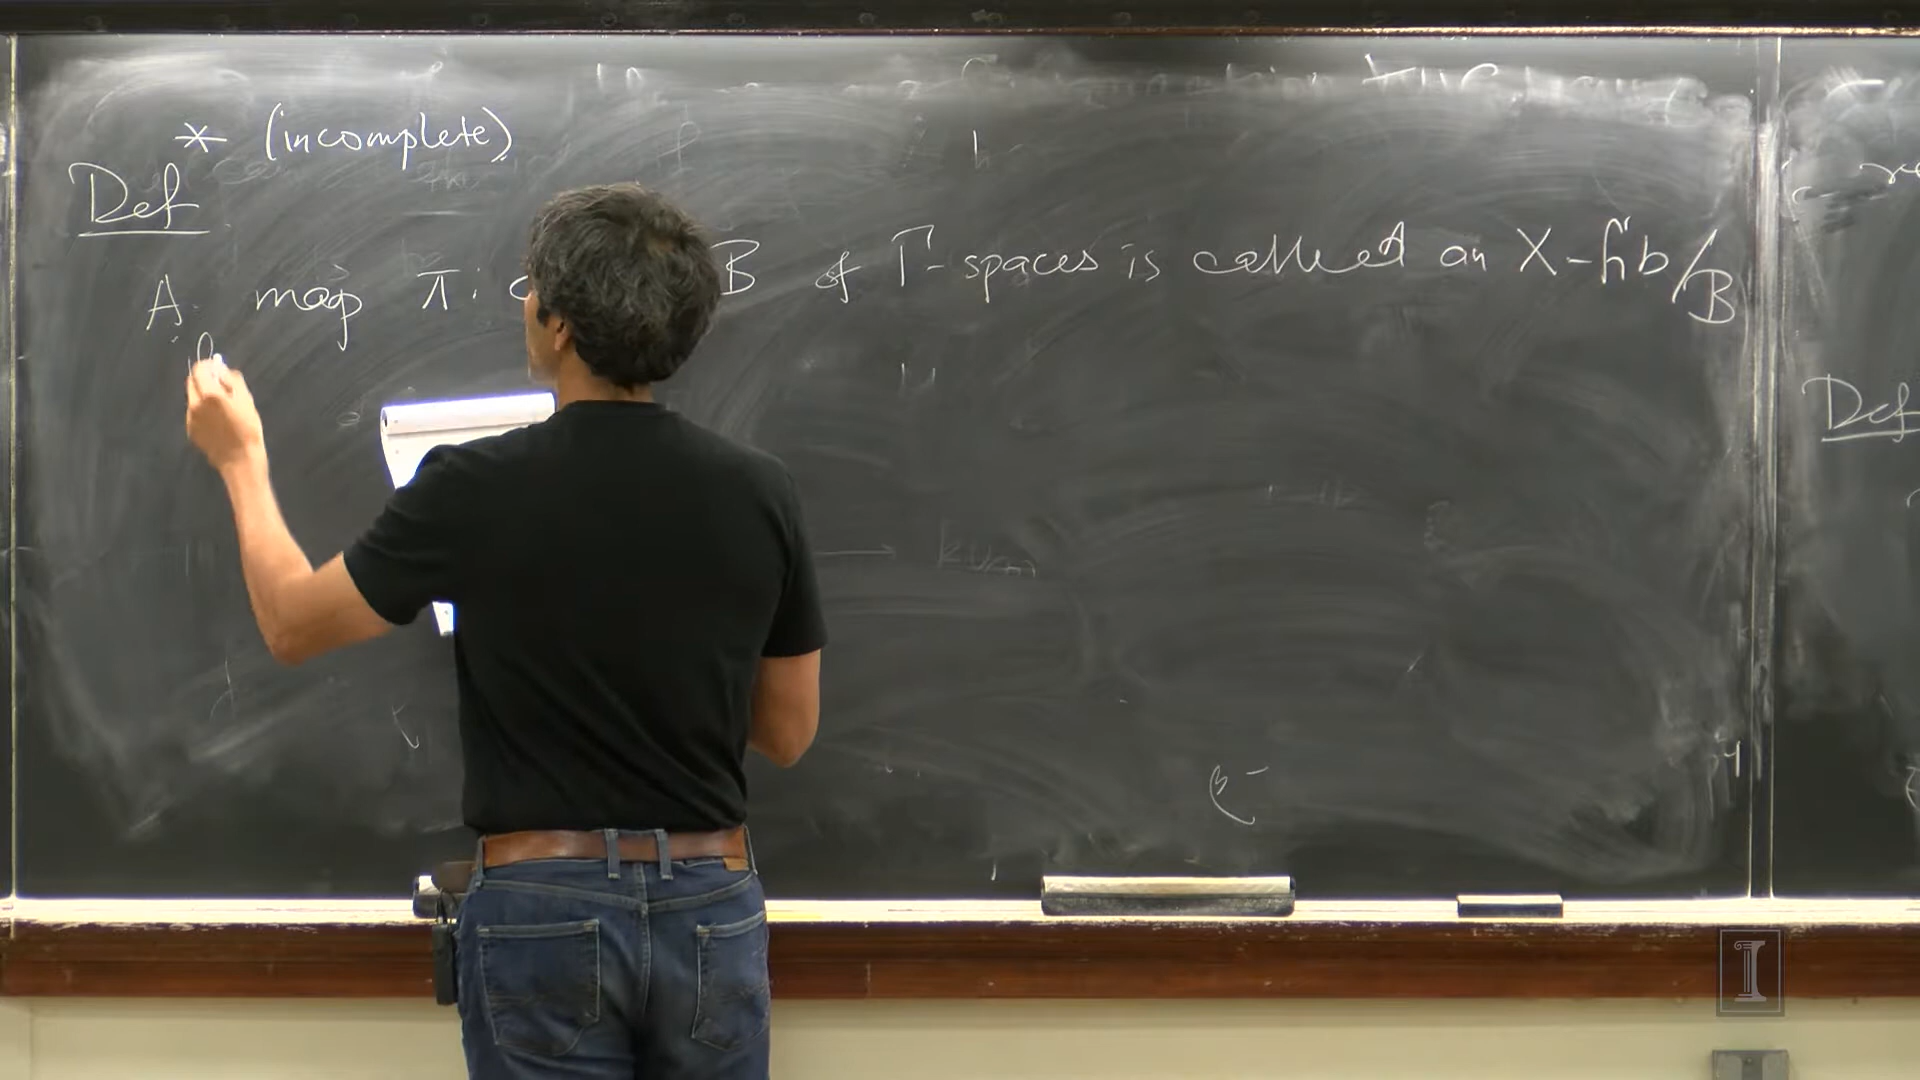 * (incomplete)
Def
A map π: B of Γ-spaces is called an X-fib/B
Def